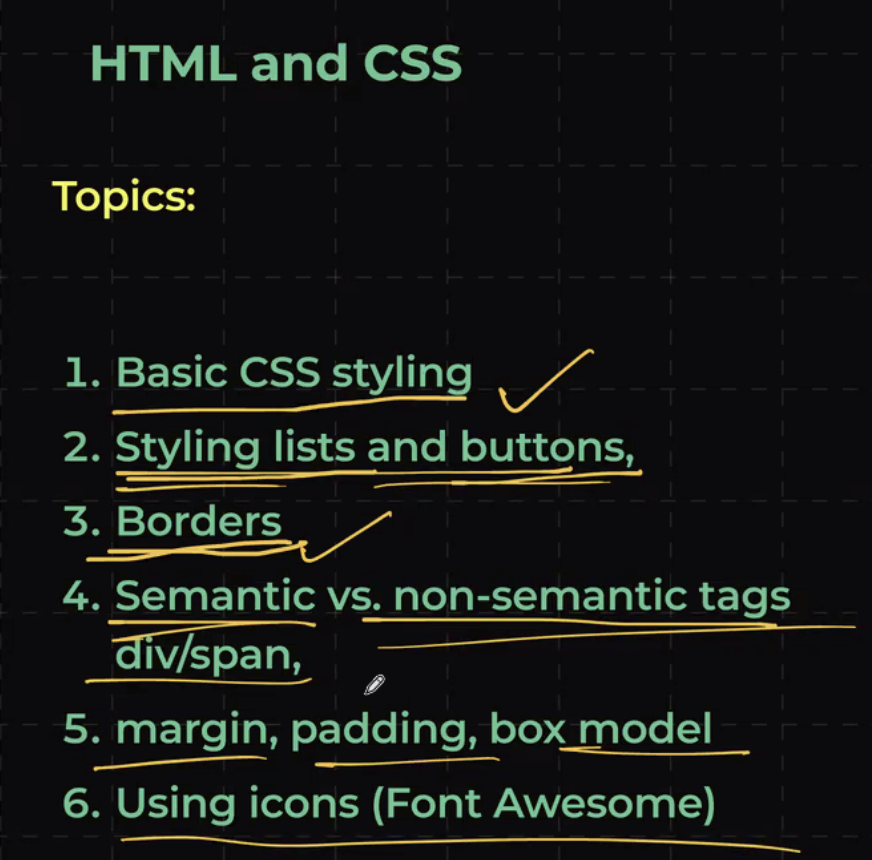 HTML and CSS
Topics:
1. Basic CSS styling
2. Styling lists and buttons,
3. Borders
4. Semantic vs. non-semantic tags
div/span,
5. margin, padding, box model
6. Using icons (Font Awesome)